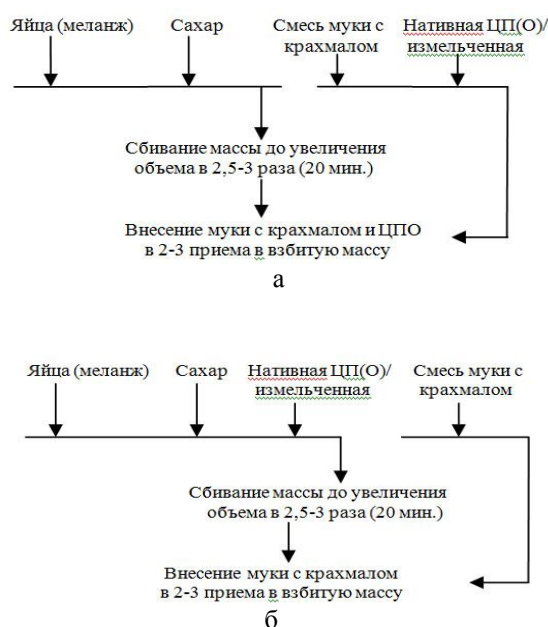 Яйца (меланж) Сахар Смесь муки с Нативная ЦП(О)/
крахмалом измельченная
Сбивание массы до увеличения
объема в 2,5-3 раза (20 мин.)
Внесение муки с крахмалом и ЦПО
в 2-3 приема в взбитую массу
а
Яйца (меланж) Сахар Нативная ЦП(О)/ Смесь муки с
измельченная крахмалом
Сбивание массы до увеличения
объема в 2,5-3 раза (20 мин.)
Внесение муки с крахмалом
в 2-3 приема в взбитую массу
б